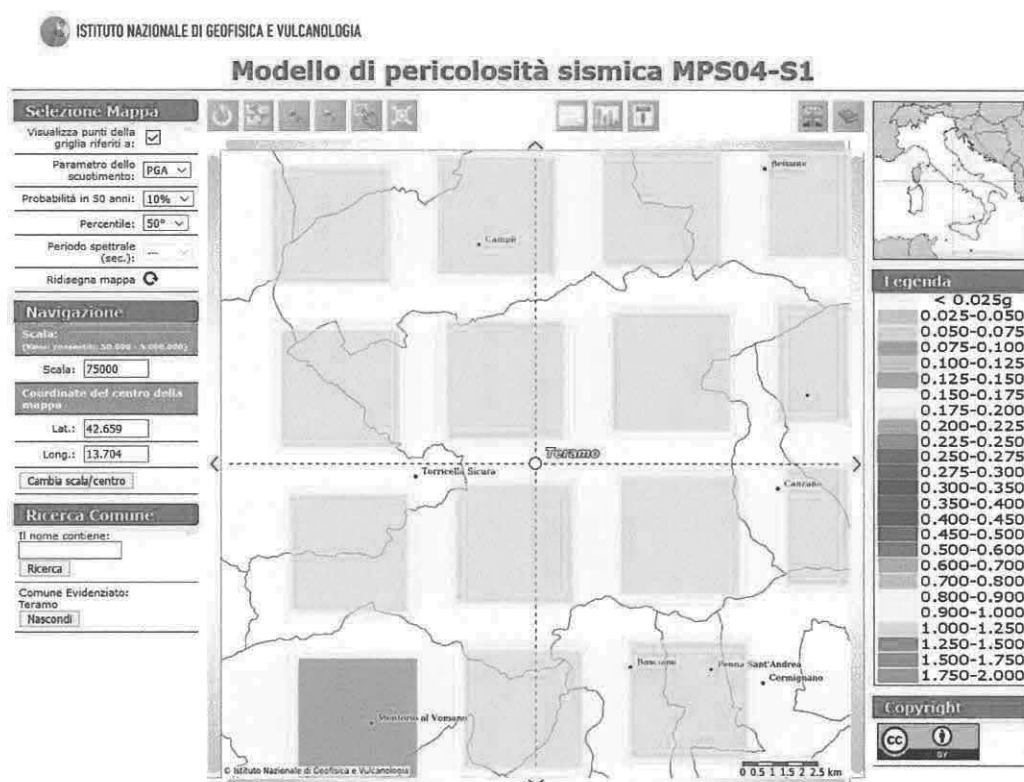 ISTITUTO NAZIONALE DI GEOFISICA E VULCANOLOGIA
Modello di pericolosità sismica MPS04-S1
Selezione Mappa
Visualizza punti della
griglia riferiti a:
Parametro dello
scuotimento: PGA
Probabilità in 50 anni: 10%
Percentile: 50°
Periodo spettrale
(sec.): ---
Ridisegna mappa
Navigazione
Scala:
(Valori consentiti: 50.000 - 5.000.000)
Scala: 75000
Coordinate del centro della
mappa
Lat.: 42.659
Long.: 13.704
Cambia scala/centro
Ricerca Comune
Il nome contiene:
Ricerca
Comune Evidenziato:
Teramo
Nascondi
Bellante
Campli
Teramo
Torricella Sicura
Canzano
Basciano
Penna Sant'Andrea
Cermignano
Montorio al Vomano
© Istituto Nazionale di Geofisica e Vulcanologia
0 0.5 1 1.5 2 2.5 km
Legenda
< 0.025g
0.025-0.050
0.050-0.075
0.075-0.100
0.100-0.125
0.125-0.150
0.150-0.175
0.175-0.200
0.200-0.225
0.225-0.250
0.250-0.275
0.275-0.300
0.300-0.350
0.350-0.400
0.400-0.450
0.450-0.500
0.500-0.600
0.600-0.700
0.700-0.800
0.800-0.900
0.900-1.000
1.000-1.250
1.250-1.500
1.500-1.750
1.750-2.000
Copyright
cc
BY